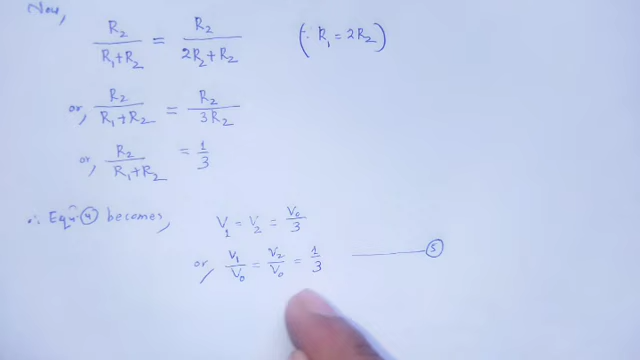 Now,
R₂/(R₁+R₂) = R₂/(2R₂+R₂) (∵ R₁ = 2R₂)
or, R₂/(R₁+R₂) = R₂/3R₂
or, R₂/(R₁+R₂) = 1/3
∴ Eqn. ④ becomes, V₁ = V₂ = V₀/3
or, V₁/V₀ = V₂/V₀ = 1/3 ——— ⑤